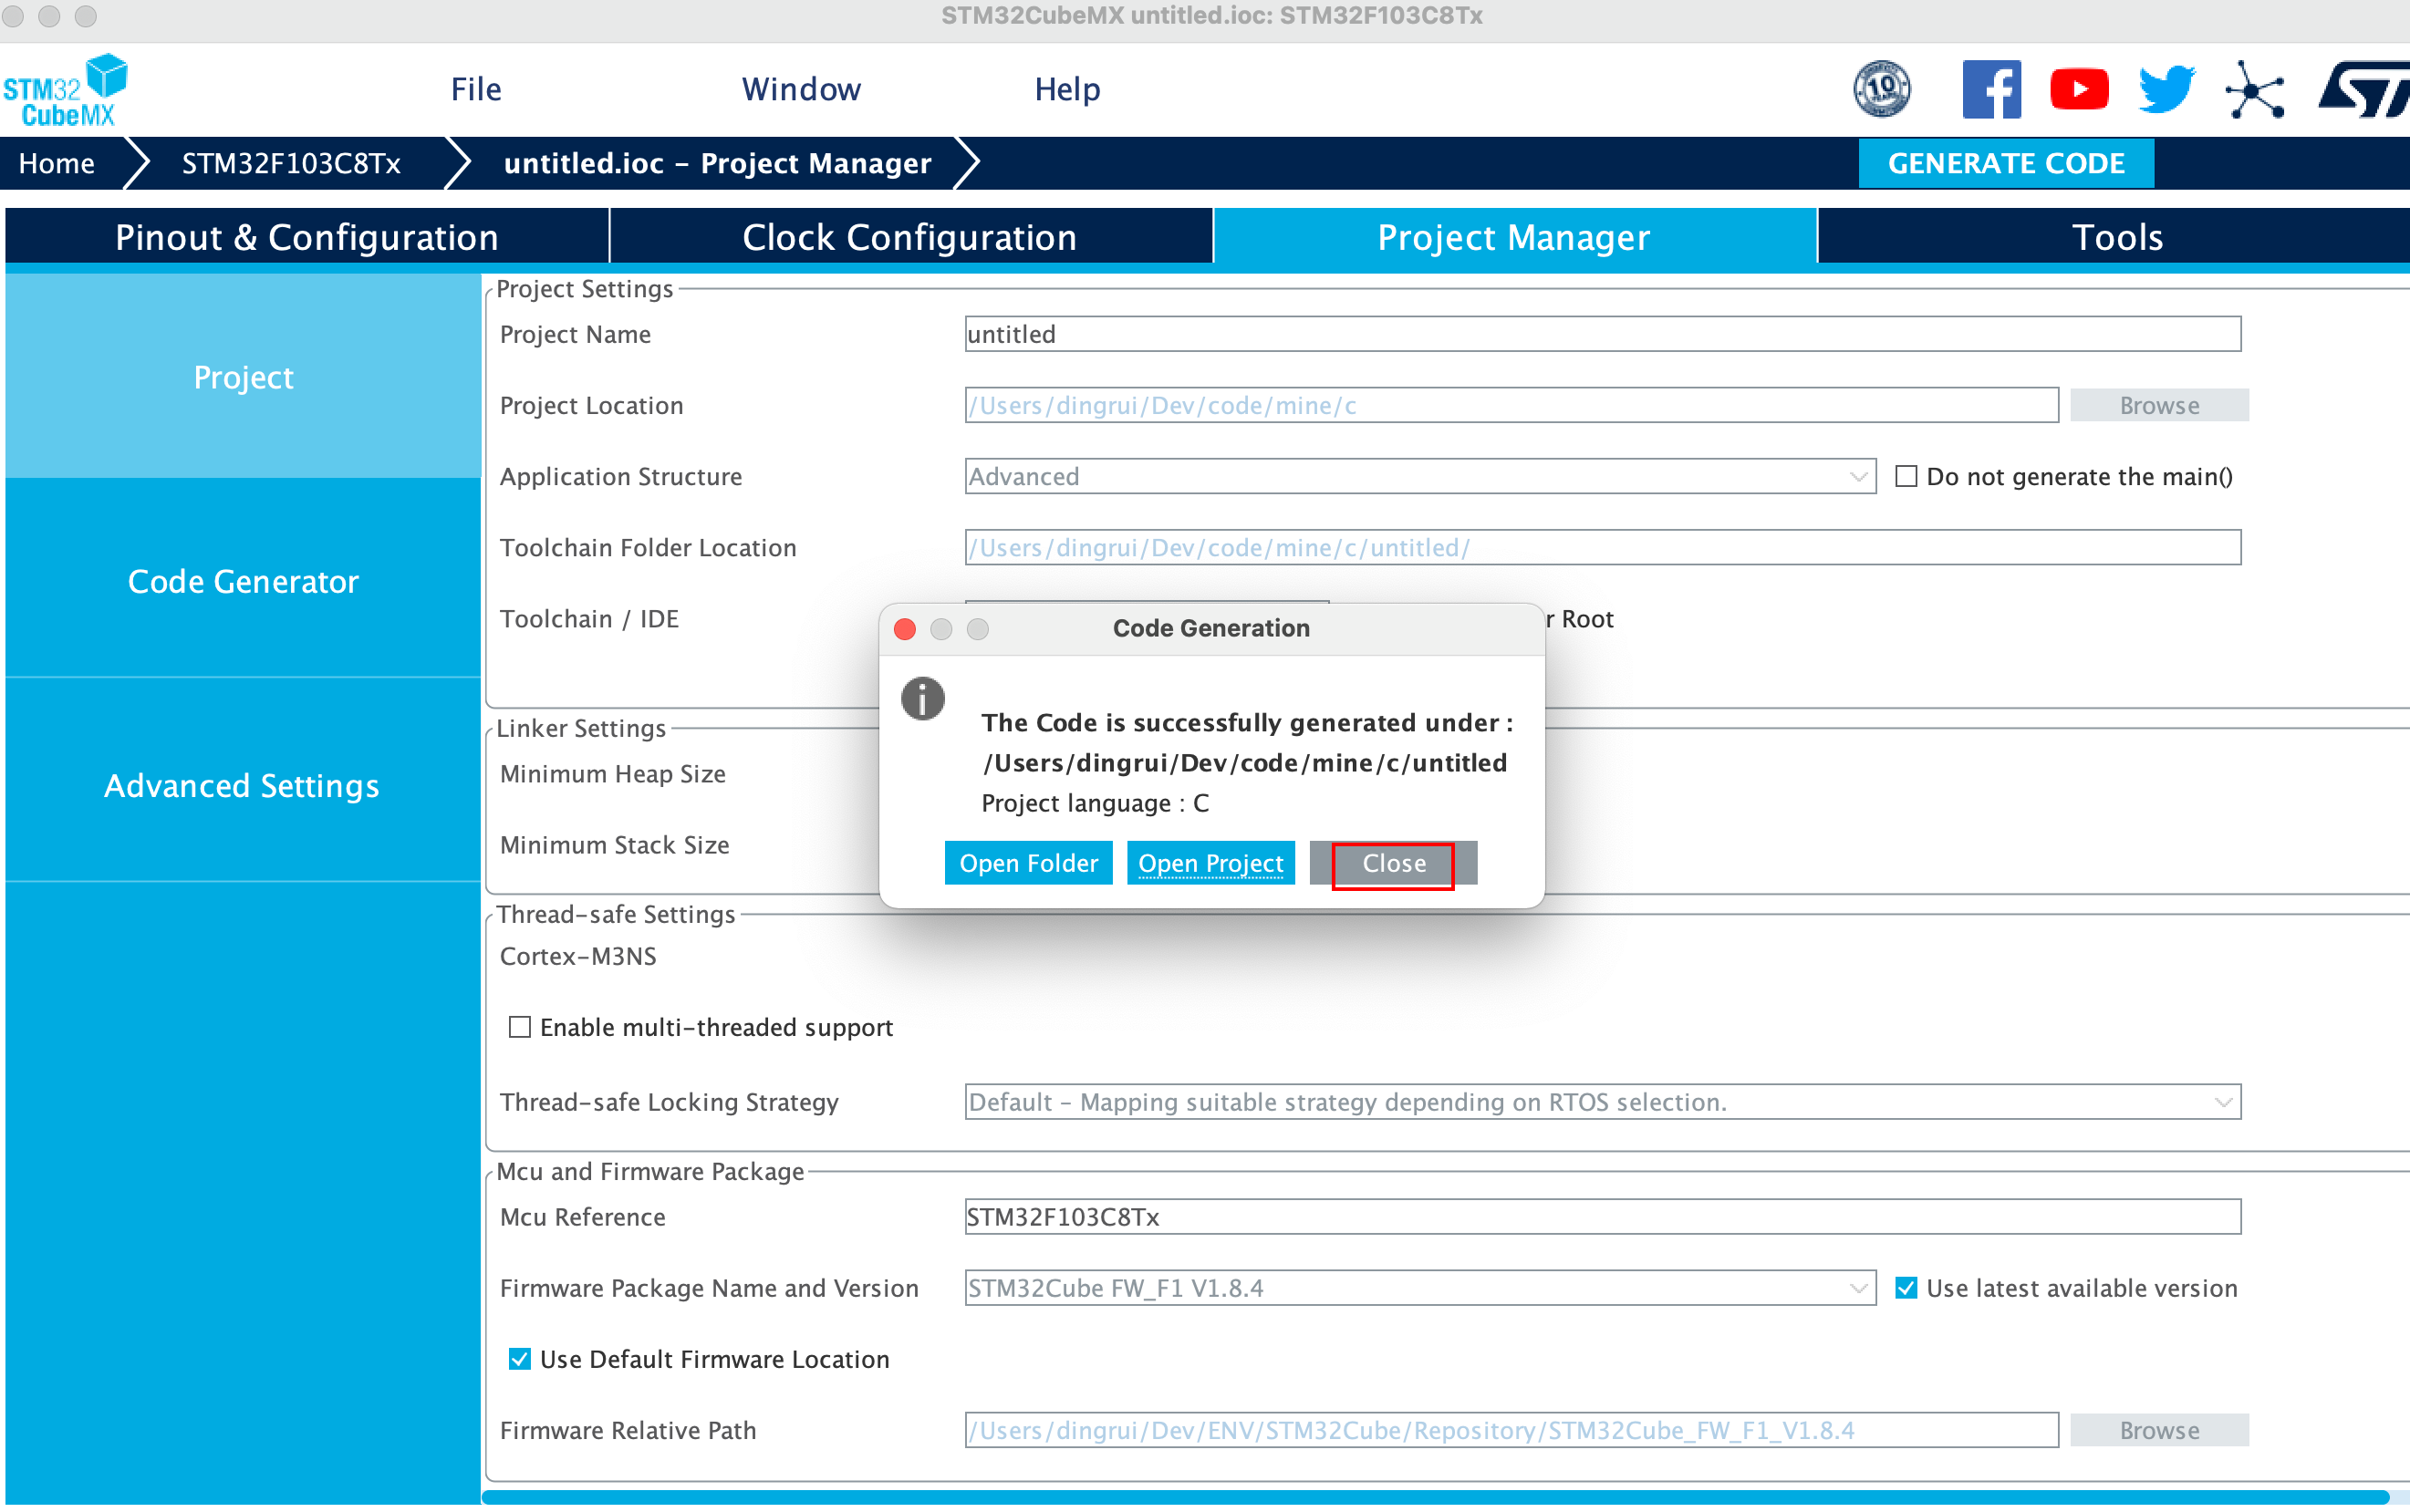 STM32CubeMX untitled.ioc: STM32F103C8Tx
STM32
CubeMX
File
Window
Help
10
YEARS
ST
Home
STM32F103C8Tx
untitled.ioc – Project Manager
GENERATE CODE
Pinout & Configuration
Clock Configuration
Project Manager
Tools
Project
Code Generator
Advanced Settings
Project Settings
Project Name
untitled
Project Location
/Users/dingrui/Dev/code/mine/c
Browse
Application Structure
Advanced
Do not generate the main()
Toolchain Folder Location
/Users/dingrui/Dev/code/mine/c/untitled/
Toolchain / IDE
r Root
Code Generation
The Code is successfully generated under :
/Users/dingrui/Dev/code/mine/c/untitled
Project language : C
Open Folder
Open Project
Close
Linker Settings
Minimum Heap Size
Minimum Stack Size
Thread-safe Settings
Cortex-M3NS
Enable multi-threaded support
Thread-safe Locking Strategy
Default – Mapping suitable strategy depending on RTOS selection.
Mcu and Firmware Package
Mcu Reference
STM32F103C8Tx
Firmware Package Name and Version
STM32Cube FW_F1 V1.8.4
Use latest available version
Use Default Firmware Location
Firmware Relative Path
/Users/dingrui/Dev/ENV/STM32Cube/Repository/STM32Cube_FW_F1_V1.8.4
Browse